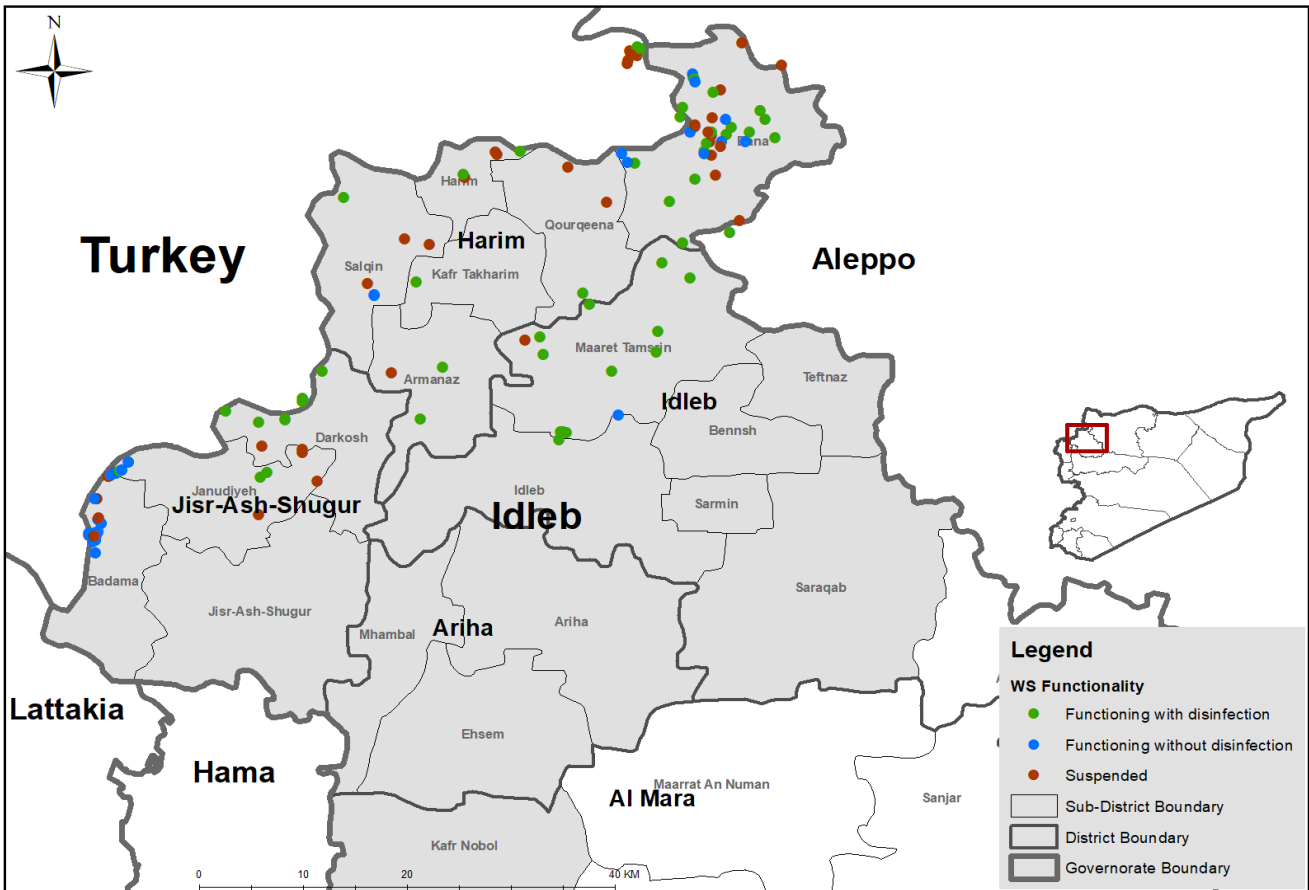 N
Dana
Harim
Turkey
Qourqeena
Harim
Aleppo
Salqin
Kafr Takharim
Maaret Tamsrin
Teftnaz
Armanaz
Idleb
Bennsh
Darkosh
Janudiyeh
Idleb
Jisr-Ash-Shugur
Sarmin
Idleb
Badama
Saraqab
Jisr-Ash-Shugur
Mhambal
Ariha
Ariha
Lattakia
Ehsem
Hama
Maarrat An Numan
Al Mara
Sanjar
Kafr Nobol
0 20 40 KM
Legend
WS Functionality
Functioning with disinfection
Functioning without disinfection
Suspended
Sub-District Boundary
District Boundary
Governorate Boundary